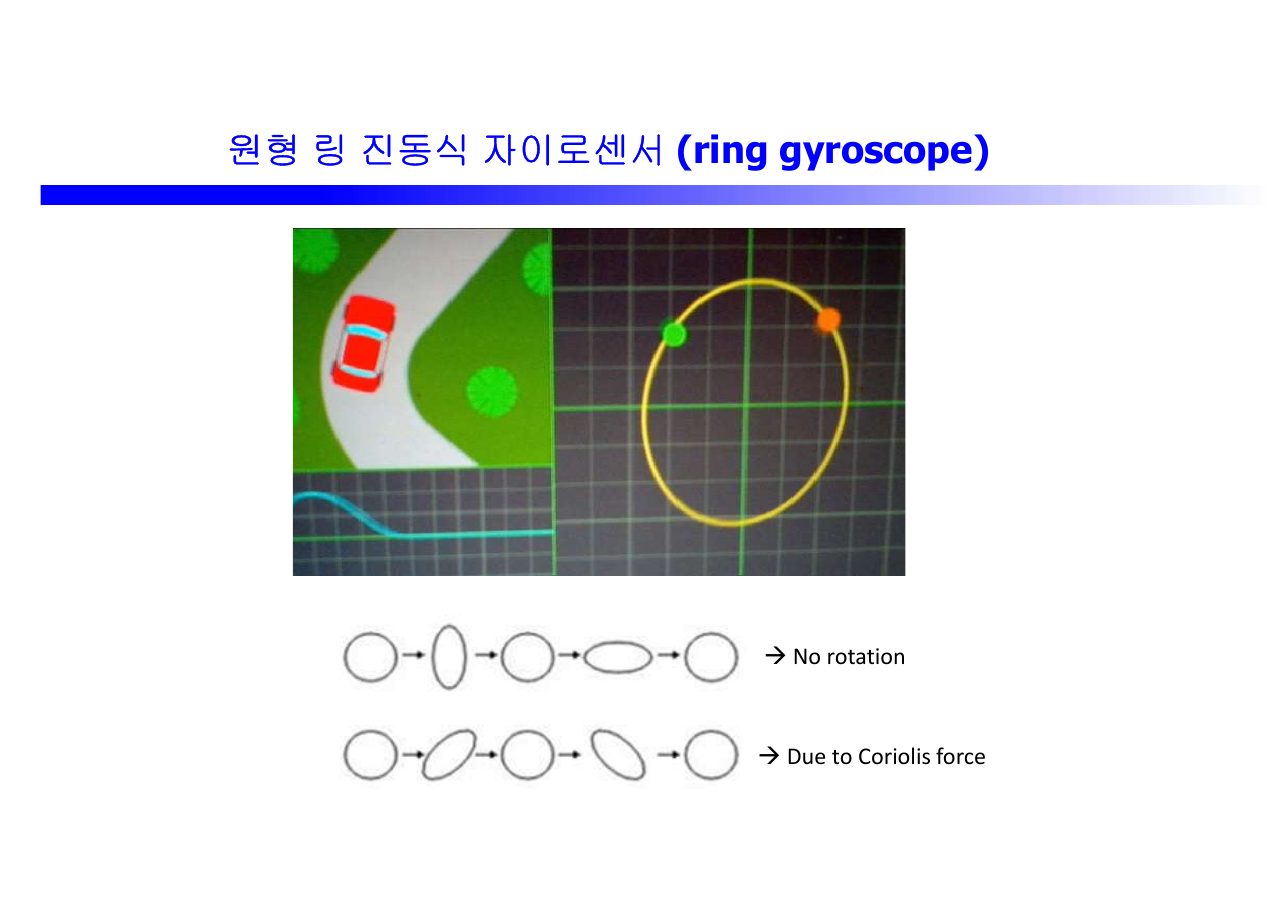 원형 링 진동식 자이로센서 (ring gyroscope)
→ No rotation
→ Due to Coriolis force